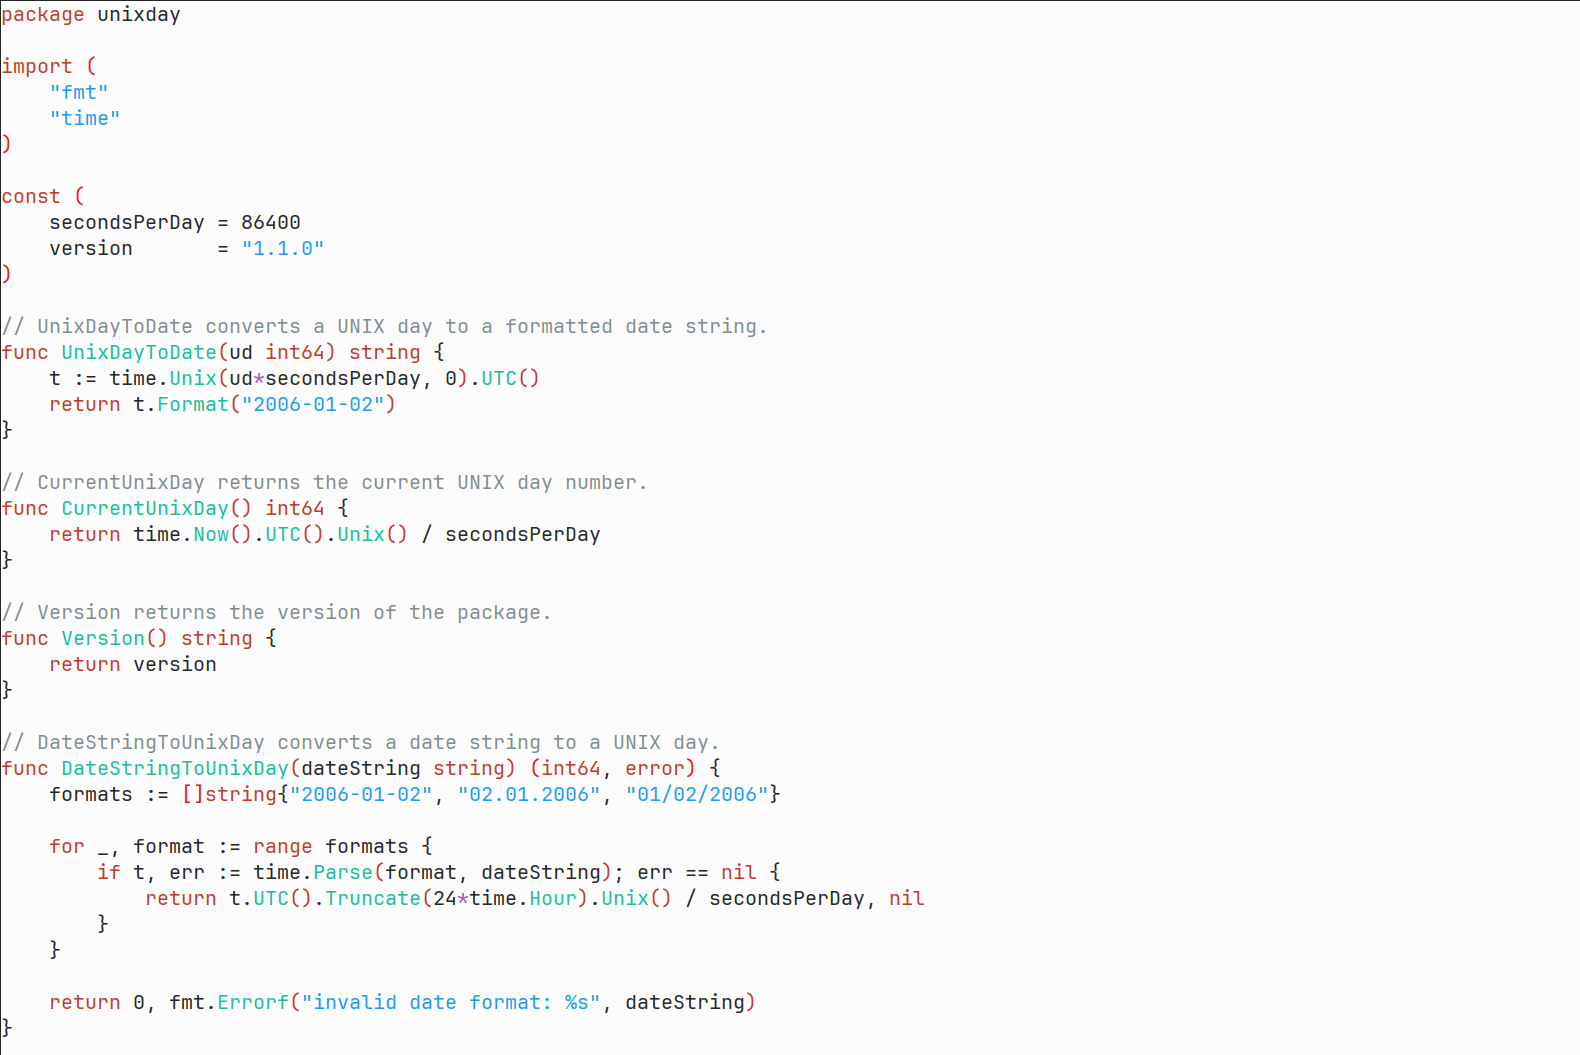 package unixday

import (
    "fmt"
    "time"
)

const (
    secondsPerDay = 86400
    version       = "1.1.0"
)

// UnixDayToDate converts a UNIX day to a formatted date string.
func UnixDayToDate(ud int64) string {
    t := time.Unix(ud*secondsPerDay, 0).UTC()
    return t.Format("2006-01-02")
}

// CurrentUnixDay returns the current UNIX day number.
func CurrentUnixDay() int64 {
    return time.Now().UTC().Unix() / secondsPerDay
}

// Version returns the version of the package.
func Version() string {
    return version
}

// DateStringToUnixDay converts a date string to a UNIX day.
func DateStringToUnixDay(dateString string) (int64, error) {
    formats := []string{"2006-01-02", "02.01.2006", "01/02/2006"}

    for _, format := range formats {
        if t, err := time.Parse(format, dateString); err == nil {
            return t.UTC().Truncate(24*time.Hour).Unix() / secondsPerDay, nil
        }
    }

    return 0, fmt.Errorf("invalid date format: %s", dateString)
}